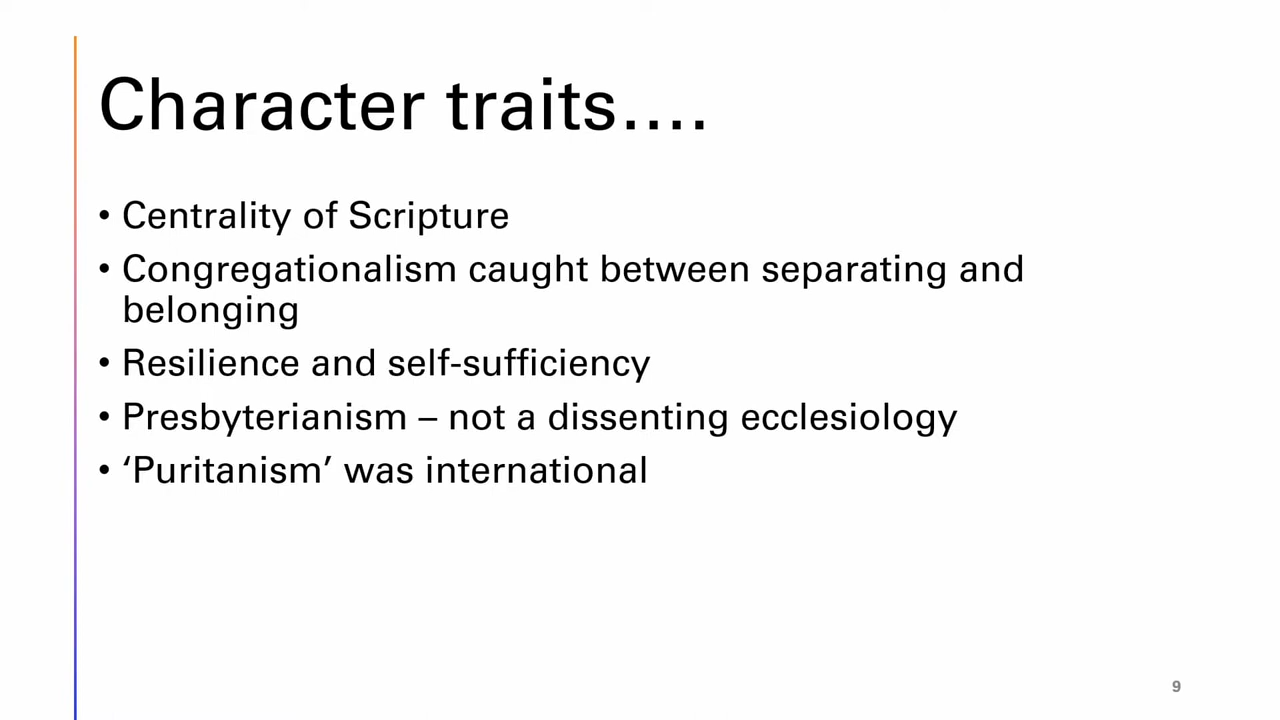 Character traits....
• Centrality of Scripture
• Congregationalism caught between separating and
belonging
• Resilience and self-sufficiency
• Presbyterianism – not a dissenting ecclesiology
• ‘Puritanism’ was international
9